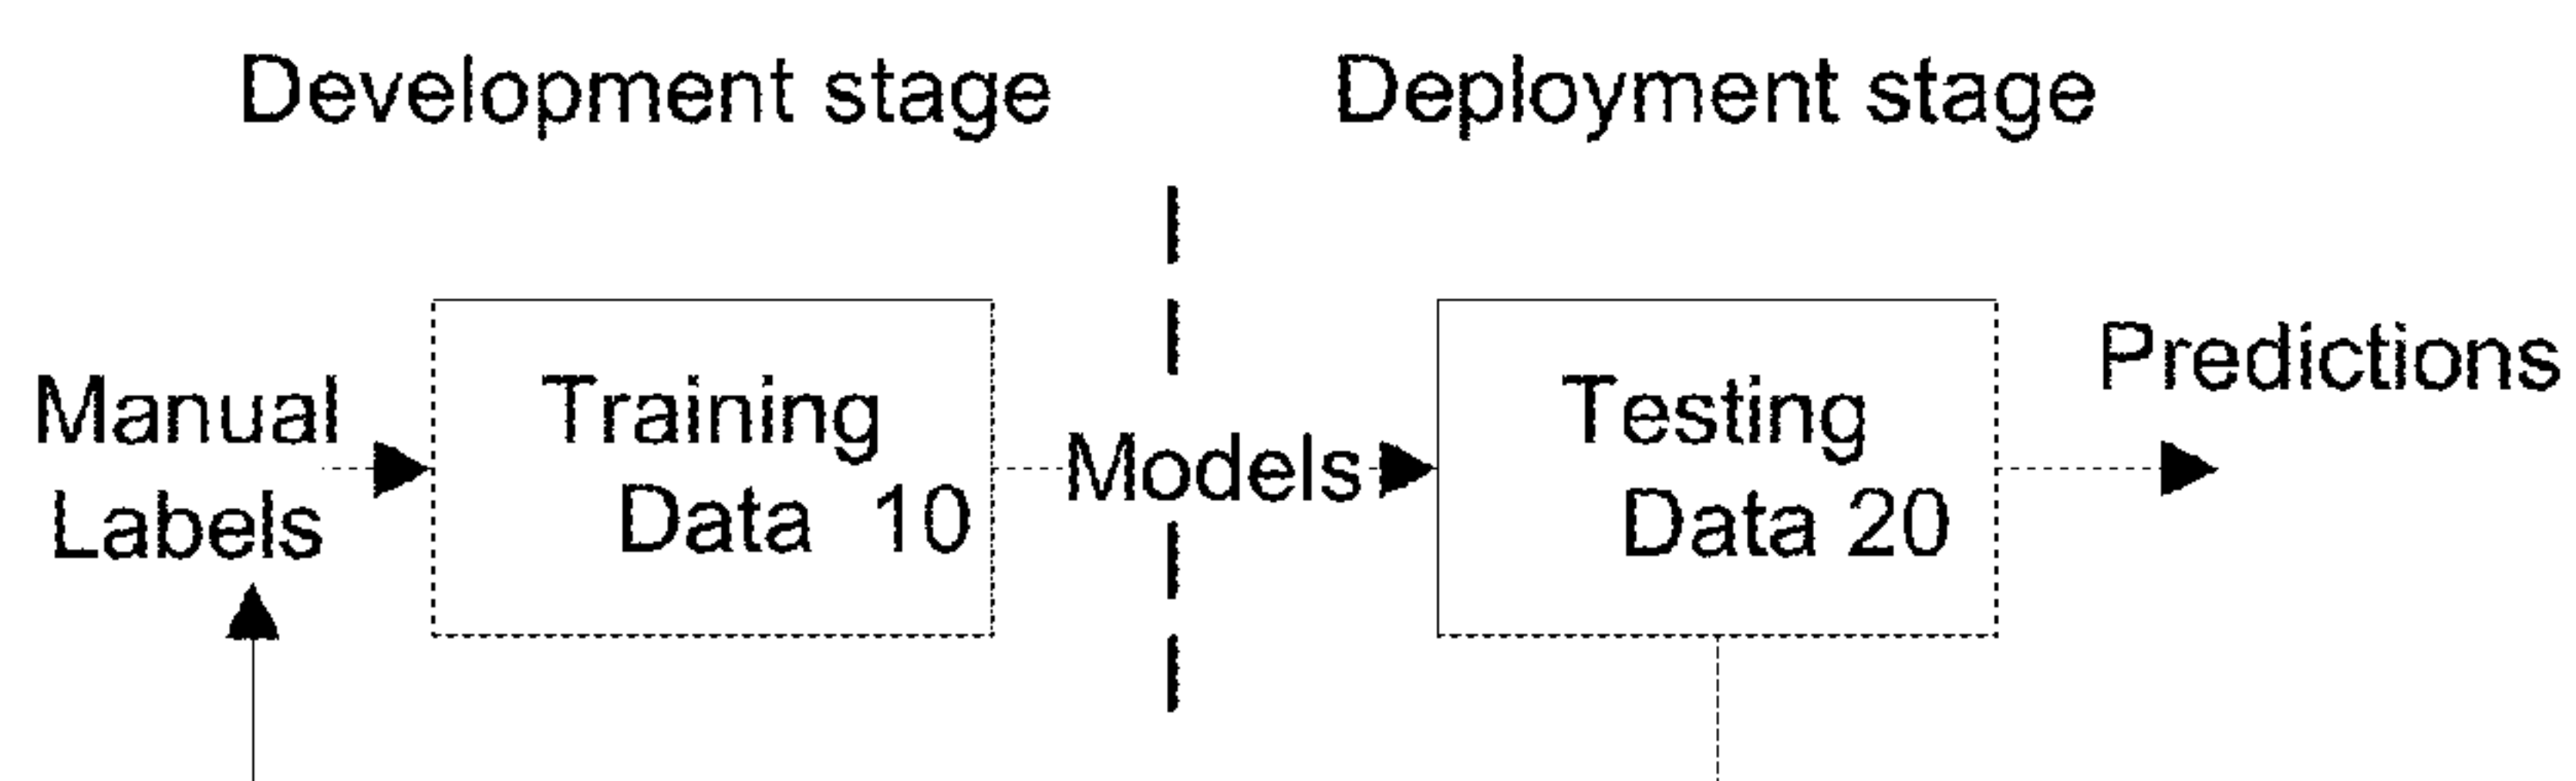 Development stage
Deployment stage
Manual
Labels
Training
Data 10
Models
Testing
Data 20
Predictions